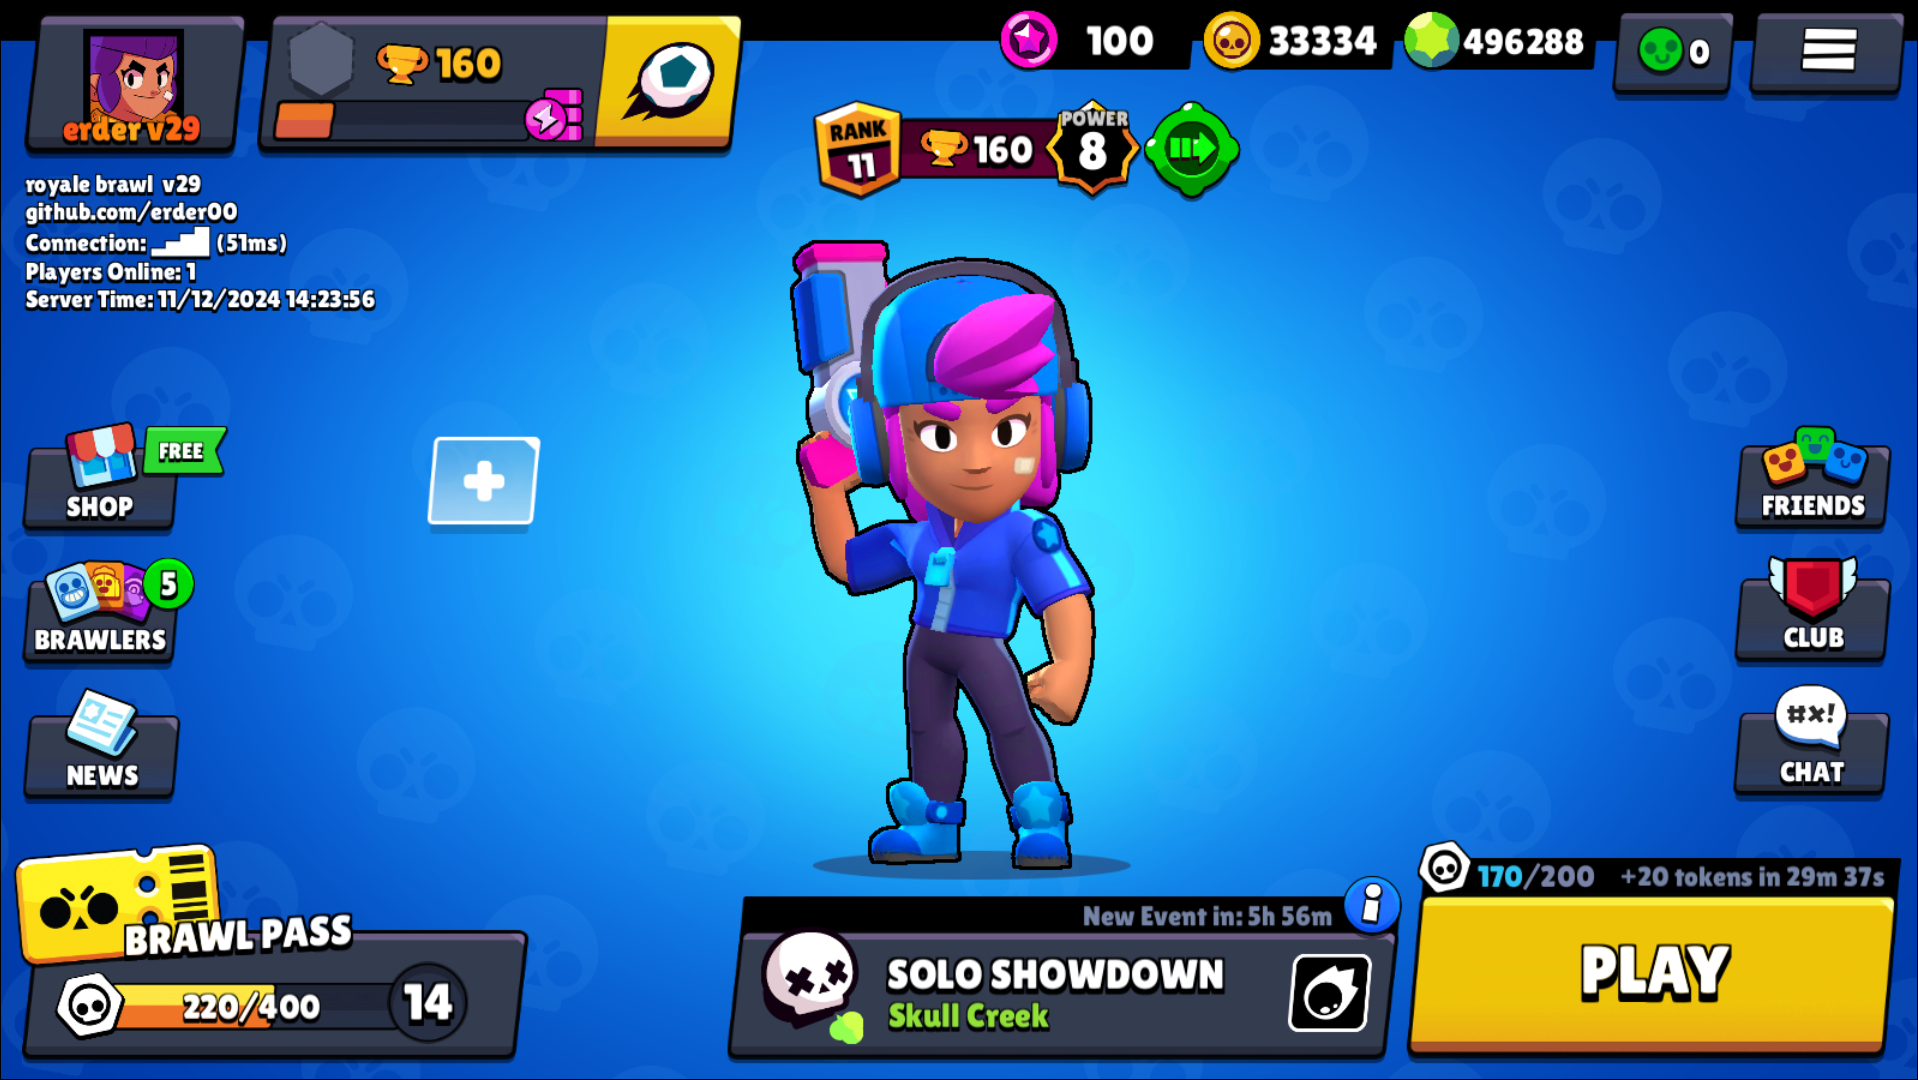 erder v29
160
100
33334
496288
0
RANK
11
160
POWER
8
royale brawl v29
github.com/erder00
Connection: (51ms)
Players Online: 1
Server Time: 11/12/2024 14:23:56
SHOP
FREE
BRAWLERS
5
NEWS
FRIENDS
CLUB
#x!
CHAT
BRAWL PASS
220/400
14
New Event in: 5h 56m
i
SOLO SHOWDOWN
Skull Creek
170/200
+20 tokens in 29m 37s
PLAY